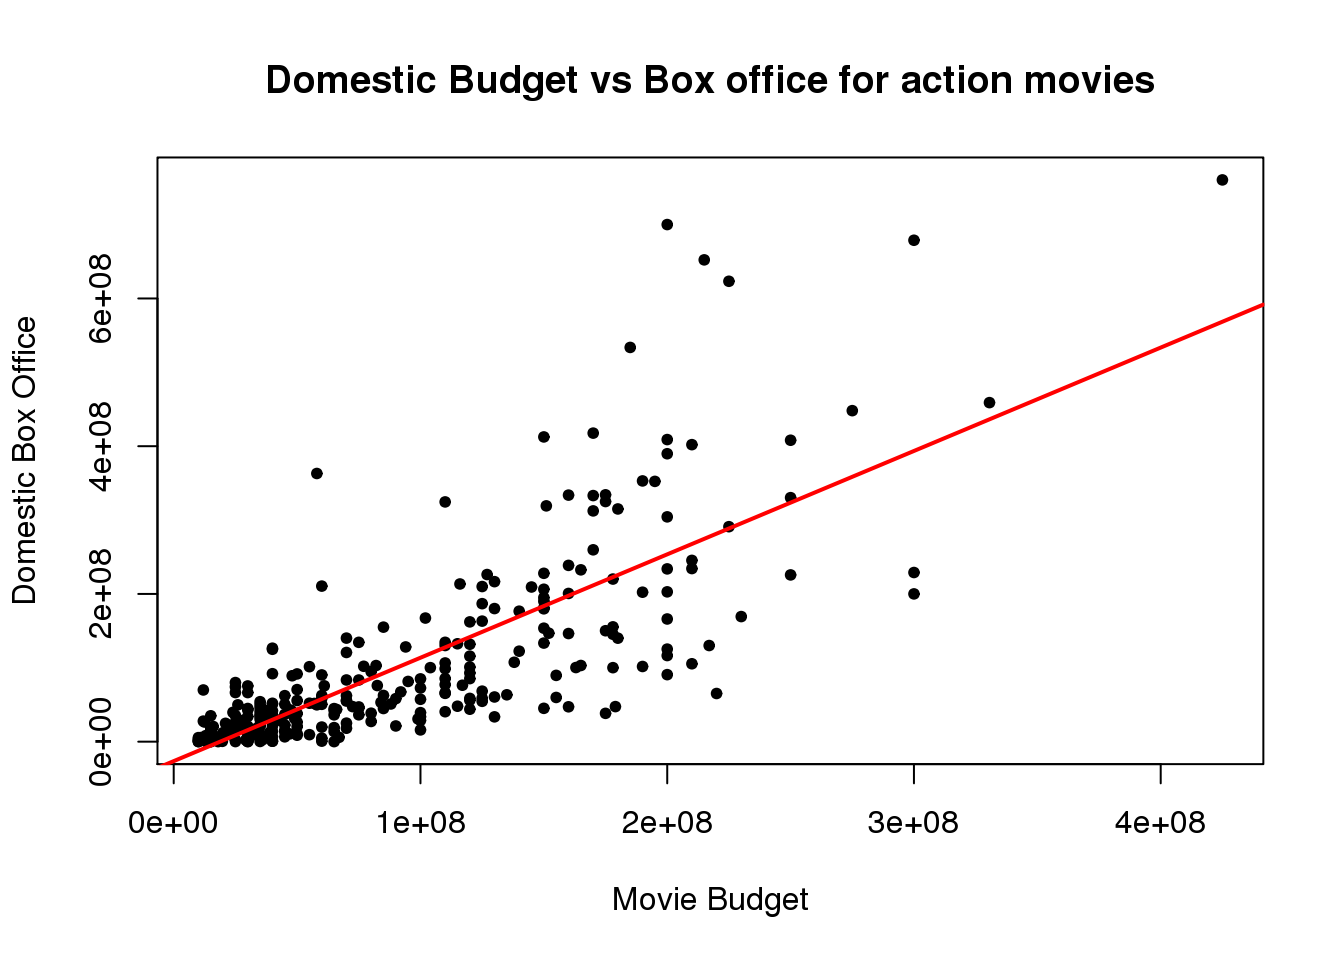 Domestic Budget vs Box office for action movies
Domestic Box Office
6e+08
4e+08
2e+08
0e+00
0e+00 1e+08 2e+08 3e+08 4e+08
Movie Budget